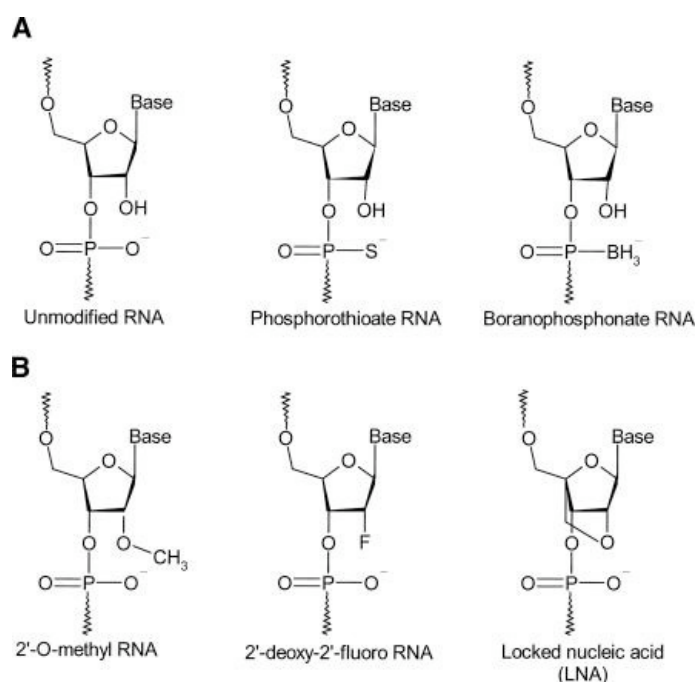 A
O Base
O
O OH
O=P—O⁻
Unmodified RNA
O Base
O
O OH
O=P—S⁻
Phosphorothioate RNA
O Base
O
O OH
O=P—BH₃⁻
Boranophosphonate RNA
B
O Base
O
O O—CH₃
O=P—O⁻
2'-O-methyl RNA
O Base
O
O F
O=P—O⁻
2'-deoxy-2'-fluoro RNA
O Base
O
O O
O=P—O⁻
Locked nucleic acid
(LNA)